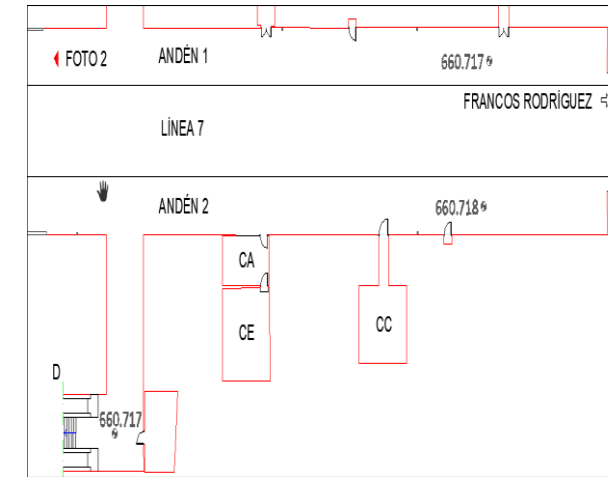 FOTO 2
ANDÉN 1
660.717
FRANCOS RODRÍGUEZ
LÍNEA 7
ANDÉN 2
660.718
CA
CE
CC
D
660.717